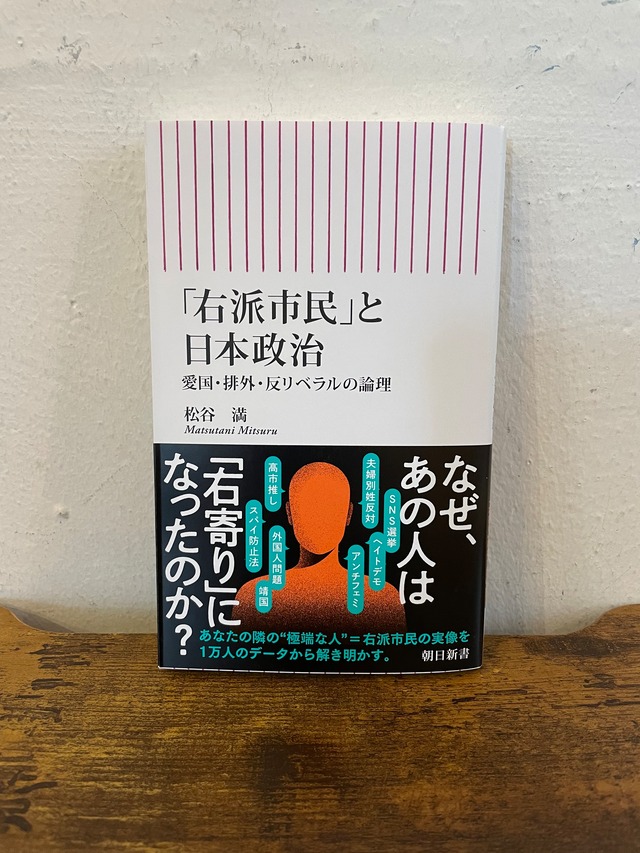 「右派市民」と
日本政治
愛国・排外・反リベラルの論理
松谷 満
Matsutani Mitsuru
なぜ、
あの人は
「右寄り」に
なったのか?
夫婦別姓反対
SNS選挙
ヘイトデモ
アンチフェミ
高市推し
スパイ防止法
外国人問題
靖国
あなたの隣の“極端な人”=右派市民の実像を
1万人のデータから解き明かす。
朝日新書